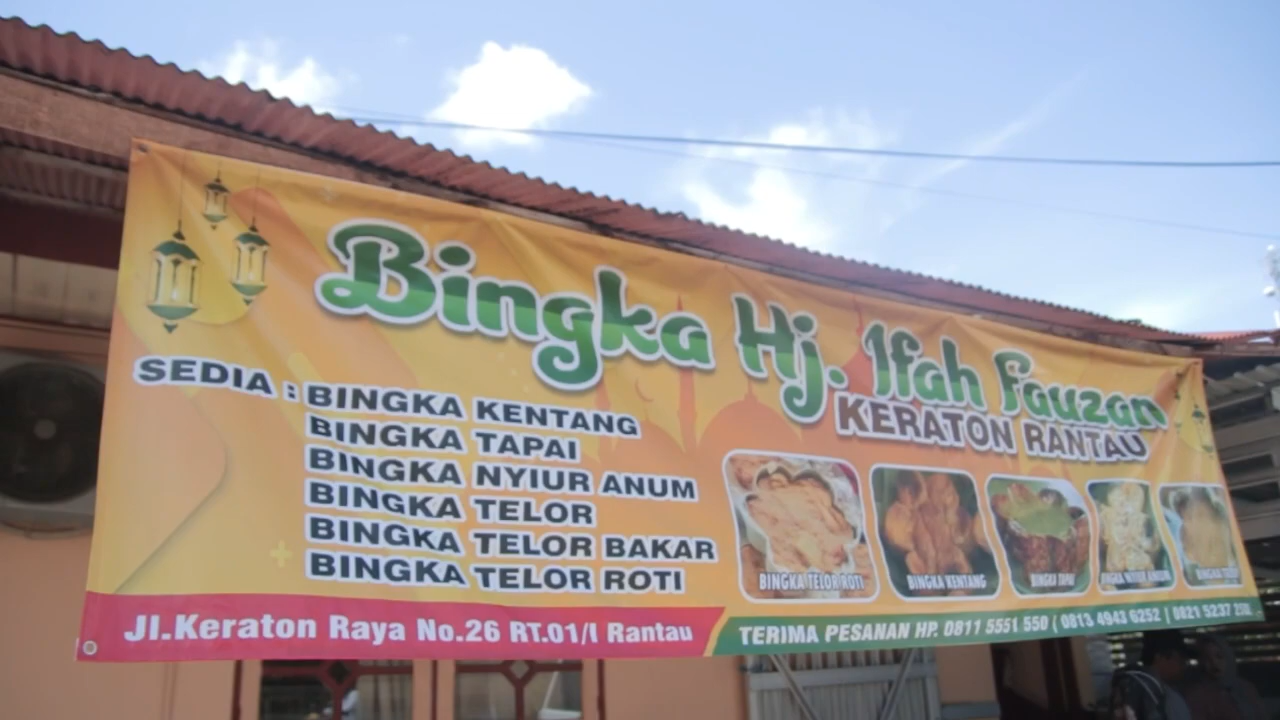 Bingka Hj. Ifah Fauzan
KERATON RANTAU
SEDIA : BINGKA KENTANG
BINGKA TAPAI
BINGKA NYIUR ANUM
BINGKA TELOR
BINGKA TELOR BAKAR
BINGKA TELOR ROTI
BINGKA TELOR ROTI
BINGKA KENTANG
BINGKA TAPAI
BINGKA NYIUR ANUM
BINGKA
Jl.Keraton Raya No.26 RT.01/I Rantau
TERIMA PESANAN HP. 0811 5551 550 ( 0813 4943 6252 | 0821 5237